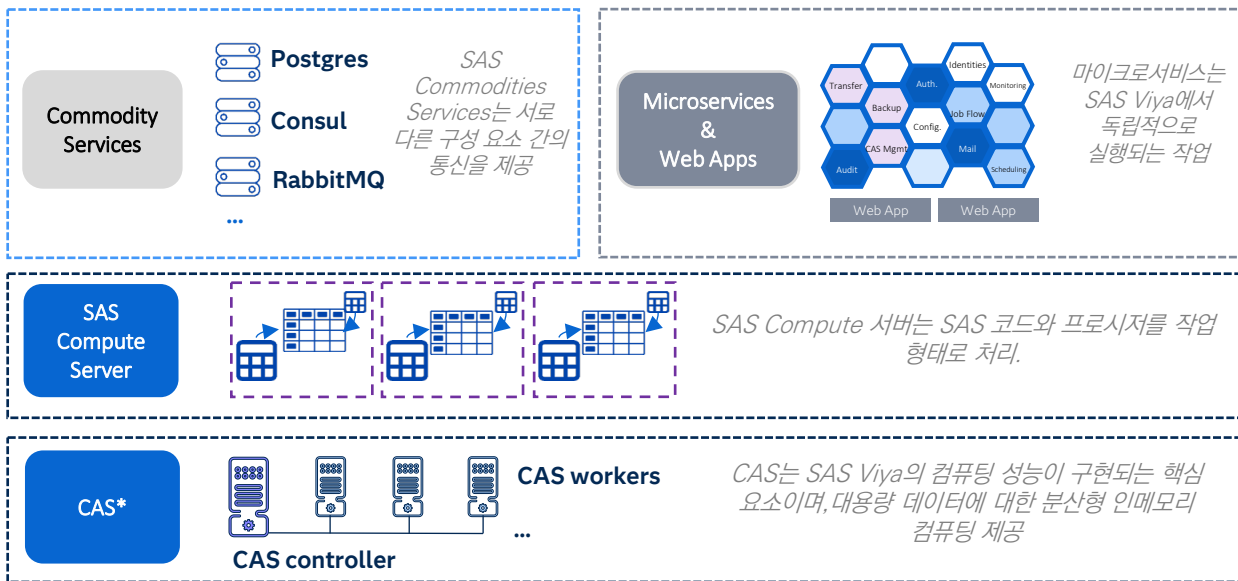 Commodity
Services
Postgres
Consul
RabbitMQ
...
SAS
Commodities
Services는 서로
다른 구성 요소 간의
통신을 제공
Microservices
&
Web Apps
Identities
Transfer
Auth.
Monitoring
Backup
Job Flow
Config.
CAS Mgmt
Mail
Audit
Scheduling
Web App
Web App
마이크로서비스는
SAS Viya에서
독립적으로
실행되는 작업
SAS
Compute
Server
SAS Compute 서버는 SAS 코드와 프로시저를 작업
형태로 처리.
CAS*
CAS workers
...
CAS controller
CAS는 SAS Viya의 컴퓨팅 성능이 구현되는 핵심
요소이며,대용량 데이터에 대한 분산형 인메모리
컴퓨팅 제공